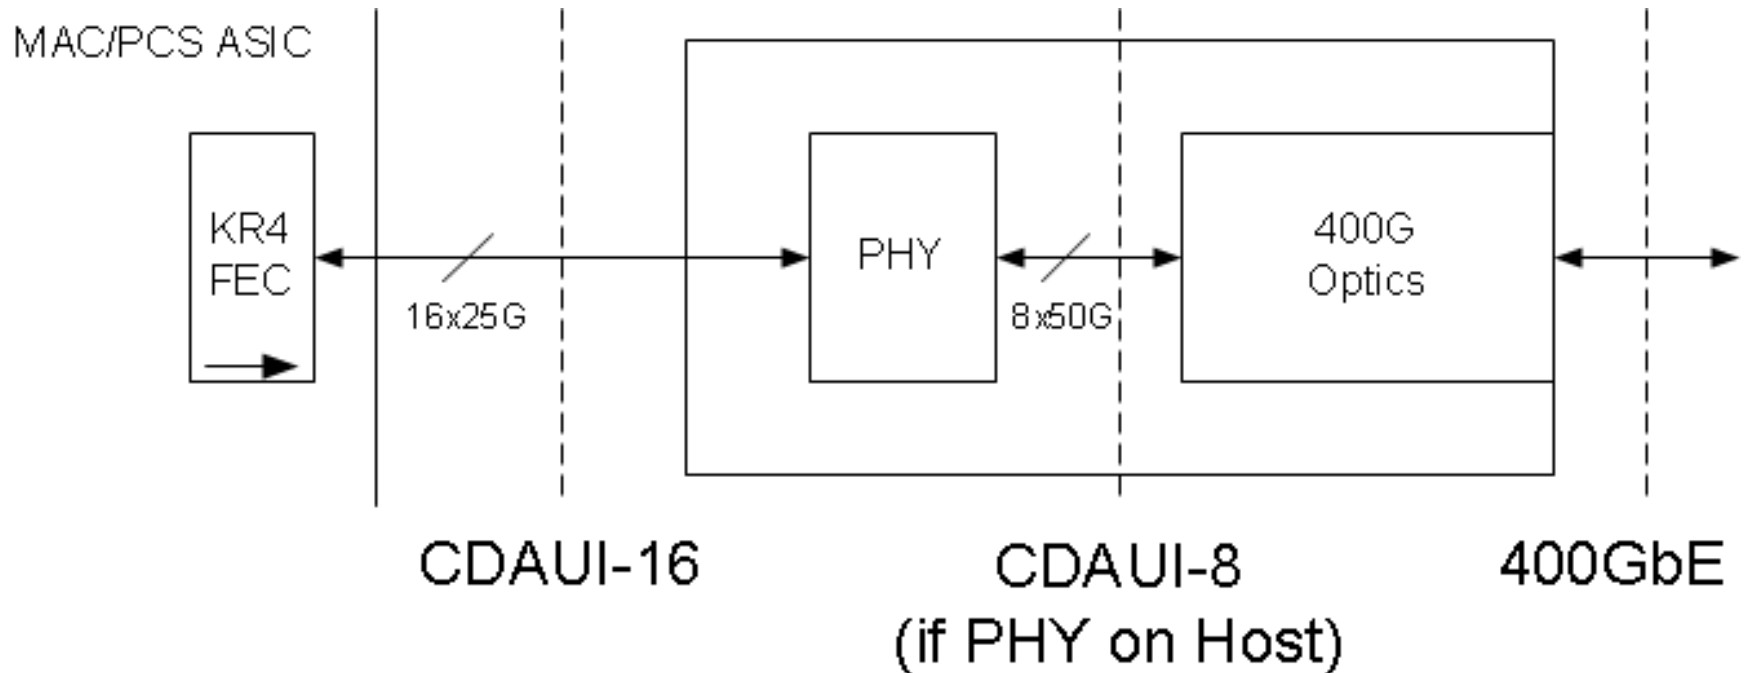 MAC/PCS ASIC
KR4
FEC
16x25G
PHY
8x50G
400G
Optics
CDAUI-16
CDAUI-8
(if PHY on Host)
400GbE